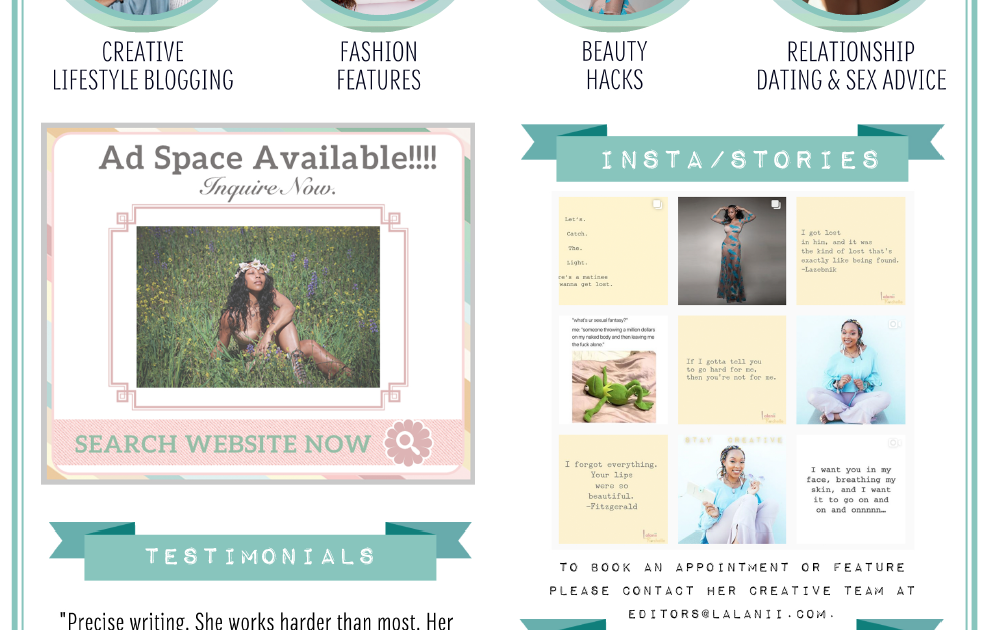 CREATIVE
LIFESTYLE BLOGGING
FASHION
FEATURES
BEAUTY
HACKS
RELATIONSHIP
DATING & SEX ADVICE
Ad Space Available!!!!
Inquire Now.
SEARCH WEBSITE NOW
TESTIMONIALS
"Precise writing. She works harder than most. Her
INSTA/STORIES
Let's.
Catch.
The.
Light.
re's a matinee
wanna get lost.
I got lost
in him, and it was
the kind of lost that's
exactly like being found.
-Lazebnik
"what's ur sexual fantasy?"
me: "someone throwing a million dollars
on my naked body and then leaving me
the fuck alone."
If I gotta tell you
to go hard for me.
then you're not for me.
I forgot everything.
Your lips
were so
beautiful.
-Fitzgerald
STAY CREATIVE
I want you in my
face, breathing my
skin, and I want
it to go on and
on and onnnnn…
TO BOOK AN APPOINTMENT OR FEATURE
PLEASE CONTACT HER CREATIVE TEAM AT
EDITORS@LALANII.COM.